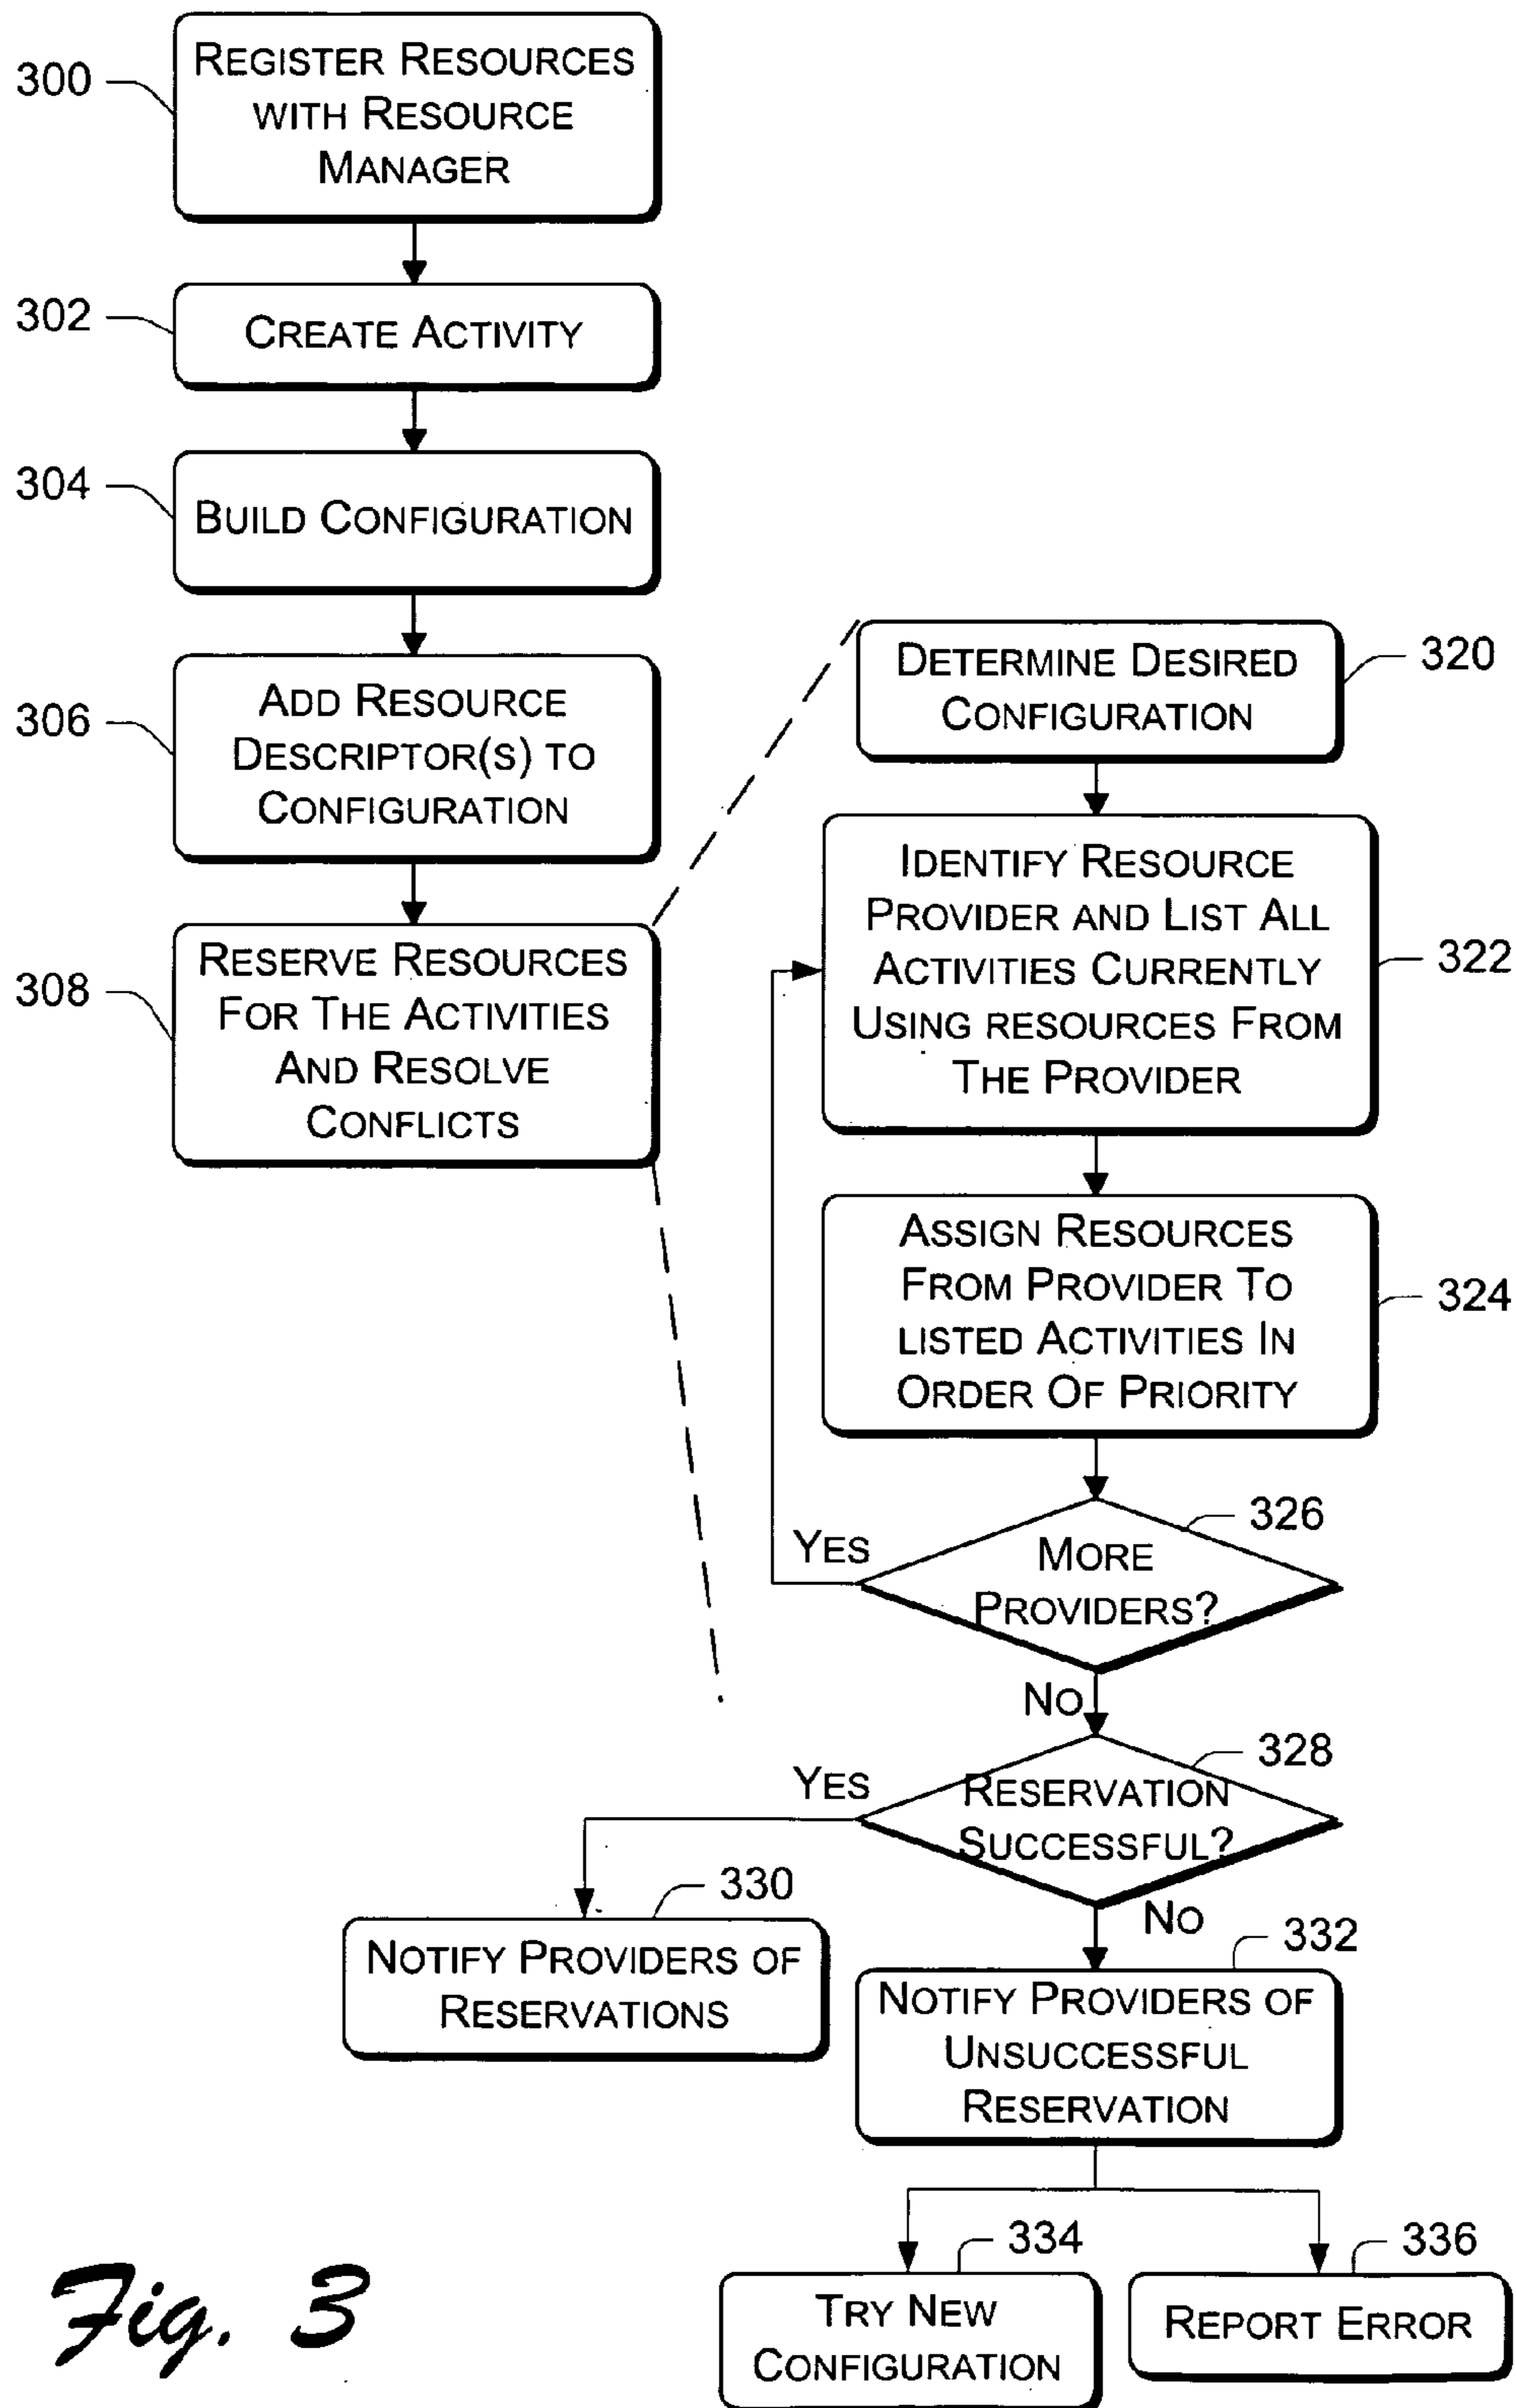 300
REGISTER RESOURCES
WITH RESOURCE
MANAGER
302
CREATE ACTIVITY
304
BUILD CONFIGURATION
306
ADD RESOURCE
DESCRIPTOR(S) TO
CONFIGURATION
308
RESERVE RESOURCES
FOR THE ACTIVITIES
AND RESOLVE
CONFLICTS
DETERMINE DESIRED
CONFIGURATION
320
IDENTIFY RESOURCE
PROVIDER AND LIST ALL
ACTIVITIES CURRENTLY
USING RESOURCES FROM
THE PROVIDER
322
ASSIGN RESOURCES
FROM PROVIDER TO
LISTED ACTIVITIES IN
ORDER OF PRIORITY
324
326
YES
MORE
PROVIDERS?
NO
328
YES
RESERVATION
SUCCESSFUL?
330
NO
NOTIFY PROVIDERS OF
RESERVATIONS
332
NOTIFY PROVIDERS OF
UNSUCCESSFUL
RESERVATION
334
TRY NEW
CONFIGURATION
336
REPORT ERROR
Fig. 3